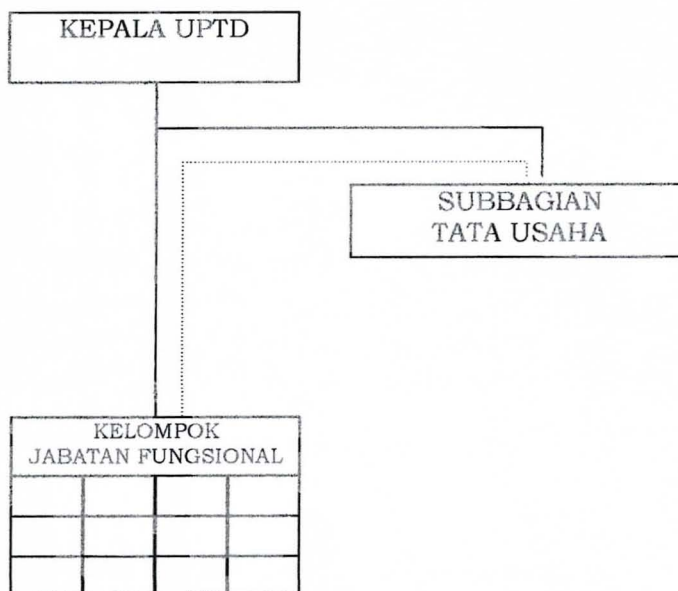 KEPALA UPTD
SUBBAGIAN
TATA USAHA
KELOMPOK
JABATAN FUNGSIONAL